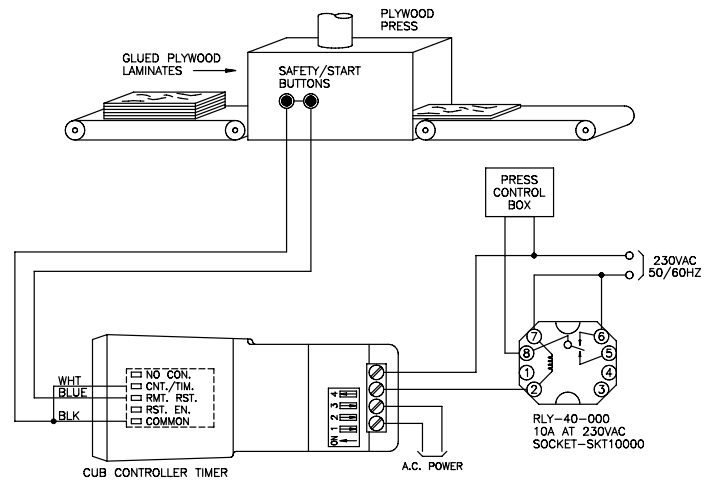 PLYWOOD
PRESS
GLUED PLYWOOD
LAMINATES
SAFETY/START
BUTTONS
PRESS
CONTROL
BOX
230VAC
50/60HZ
7
6
8
5
1
4
2
3
RLY-40-000
10A AT 230VAC
SOCKET-SKT10000
NO CON.
CNT./TIM.
RMT. RST.
RST. EN.
COMMON
WHT
BLUE
BLK
4
3
2
1
ON
A.C. POWER
CUB CONTROLLER TIMER